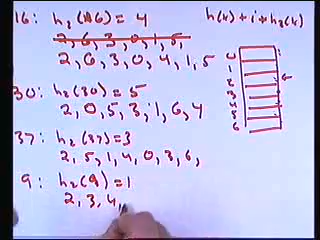 16: h₂(16) = 4
2, 6, 3, 0, 1, 5,
2, 6, 3, 0, 4, 1, 5
30: h₂(30) = 5
2, 0, 5, 3, 1, 6, 4
37: h₂(37) = 3
2, 5, 1, 4, 0, 3, 6,
9: h₂(9) = 1
2, 3, 4,
h(k) + i * h₂(k)
0
1
2
3
4
5
6